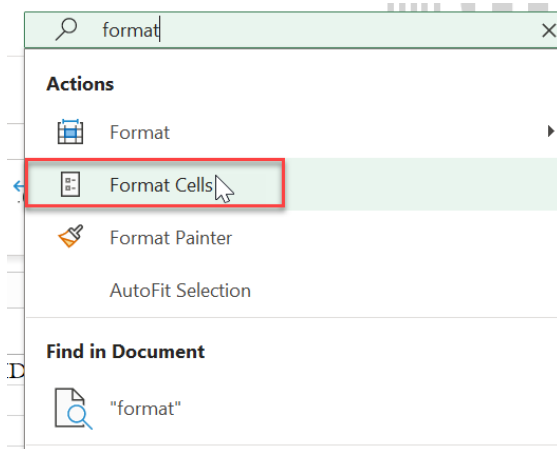 format
Actions
Format
Format Cells
Format Painter
AutoFit Selection
Find in Document
"format"